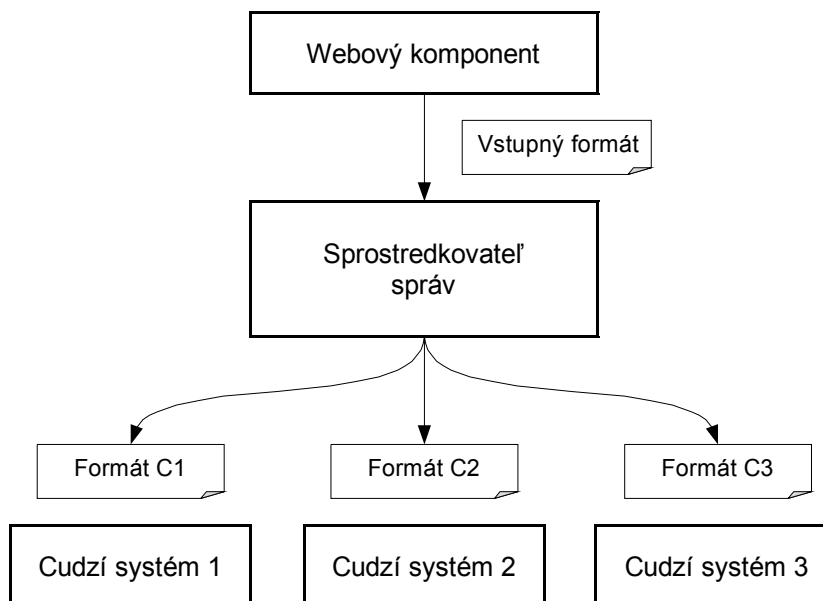 Webový komponent
Vstupný formát
Sprostredkovateľ
správ
Formát C1
Formát C2
Formát C3
Cudzí systém 1
Cudzí systém 2
Cudzí systém 3